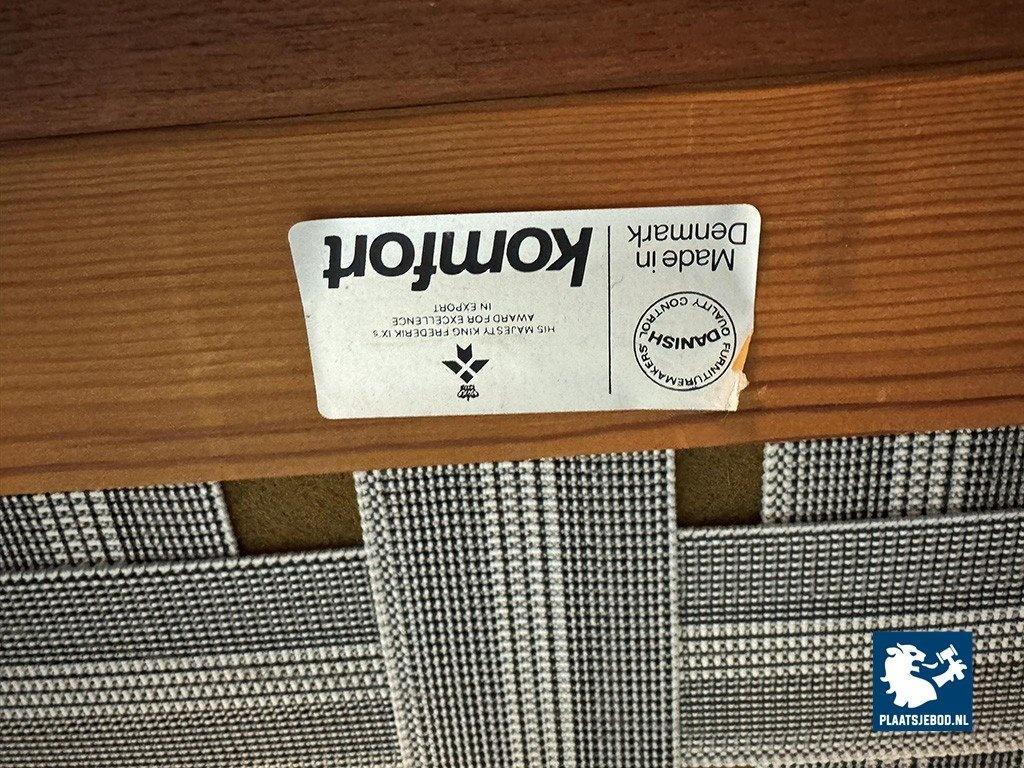 Made in
Denmark
DANISH
FURNITUREMAKERS'
QUALITY CONTROL
komfort
HIS MAJESTY KING FREDERIK IX's
AWARD FOR EXCELLENCE
IN EXPORT
PLAATSJEBOD.NL